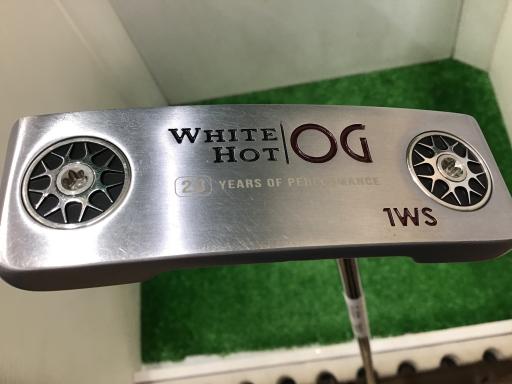 WHITE
HOT
OG
23 YEARS OF PERFORMANCE
1WS